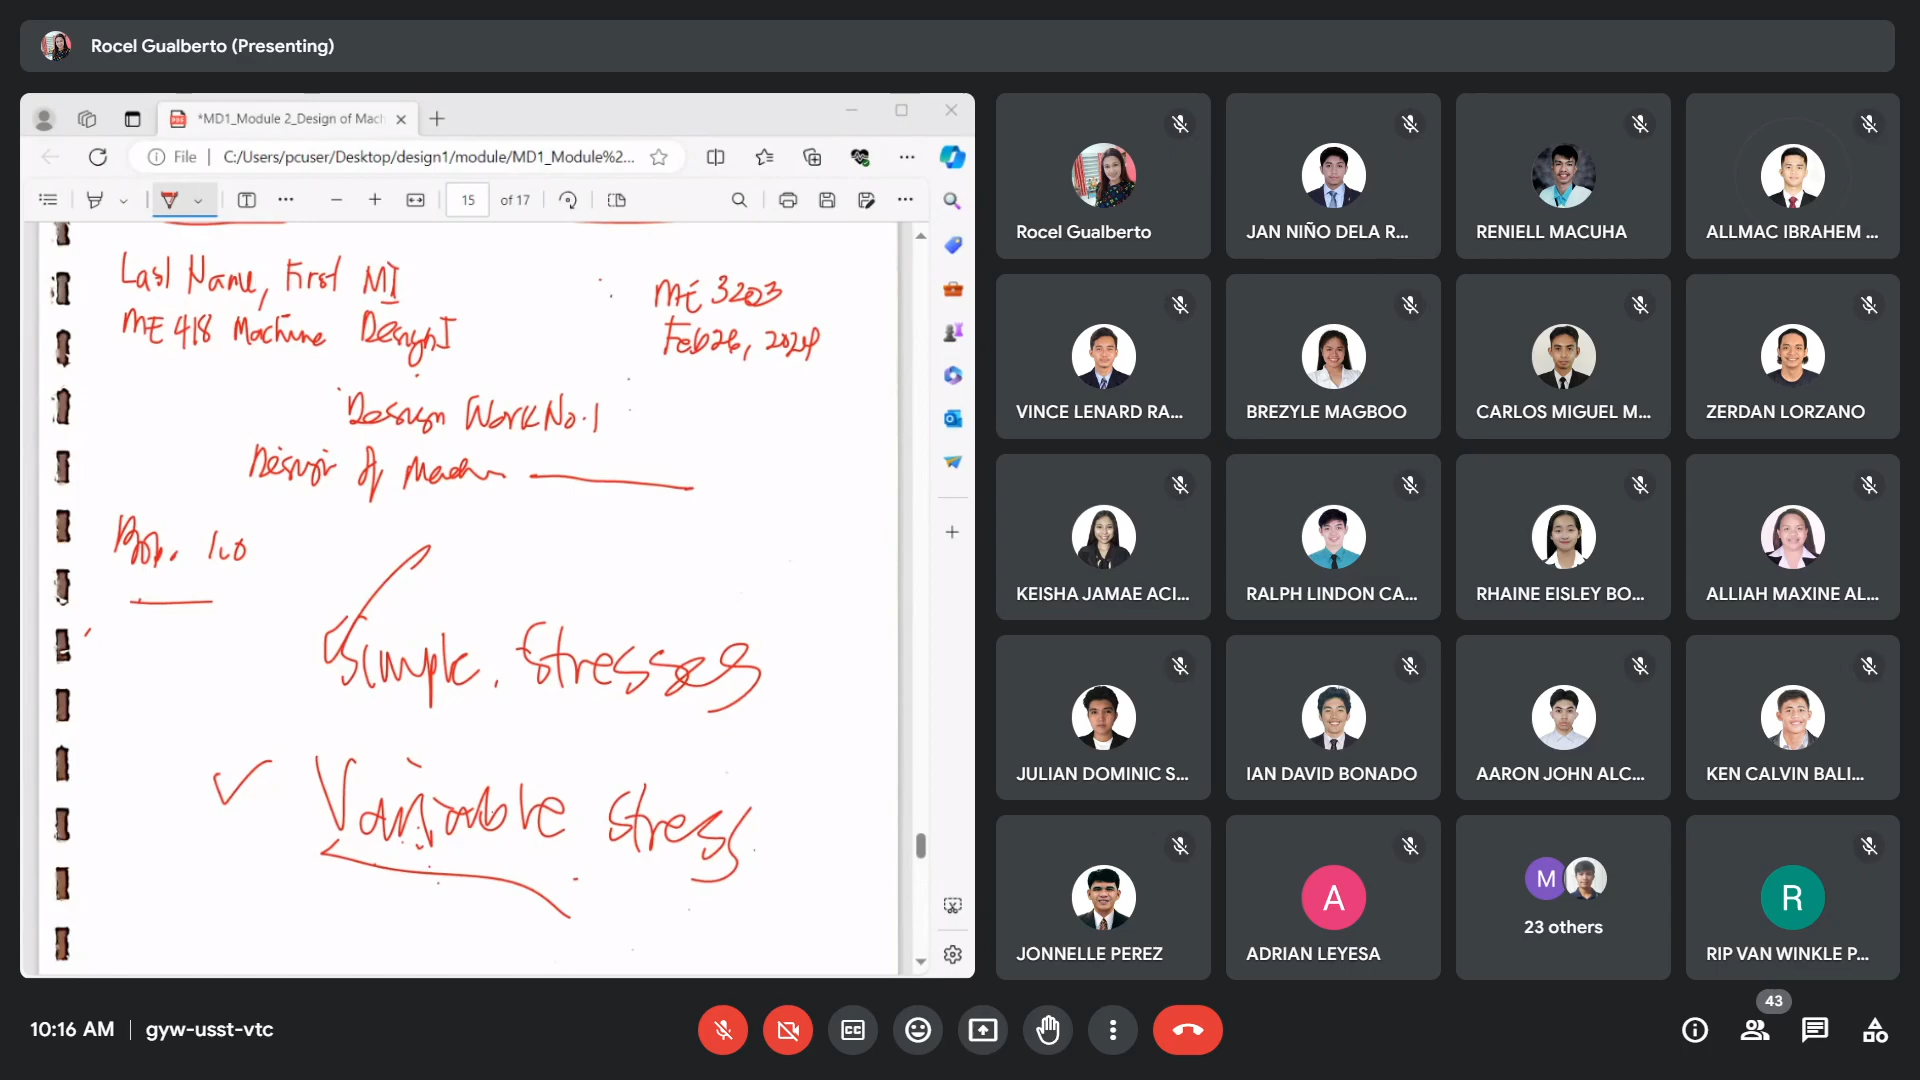 Rocel Gualberto (Presenting)
*MD1_Module 2_Design of Mach
File
C:/Users/pcuser/Desktop/design1/module/MD1_Module%2...
15
of 17
Last Name, First MI
ME 3203
ME 418 Machine Design I
Feb 26, 2024
Design Work No. 1
Design of Machine
Simple Stresses
Variable Stress
Rocel Gualberto
JAN NIÑO DELA R...
RENIELL MACUHA
ALLMAC IBRAHEM ...
VINCE LENARD RA...
BREZYLE MAGBOO
CARLOS MIGUEL M...
ZERDAN LORZANO
KEISHA JAMAE ACI...
RALPH LINDON CA...
RHAINE EISLEY BO...
ALLIAH MAXINE AL...
JULIAN DOMINIC S...
IAN DAVID BONADO
AARON JOHN ALC...
KEN CALVIN BALI...
JONNELLE PEREZ
A
ADRIAN LEYESA
M
23 others
R
RIP VAN WINKLE P...
10:16 AM
gyw-usst-vtc
43